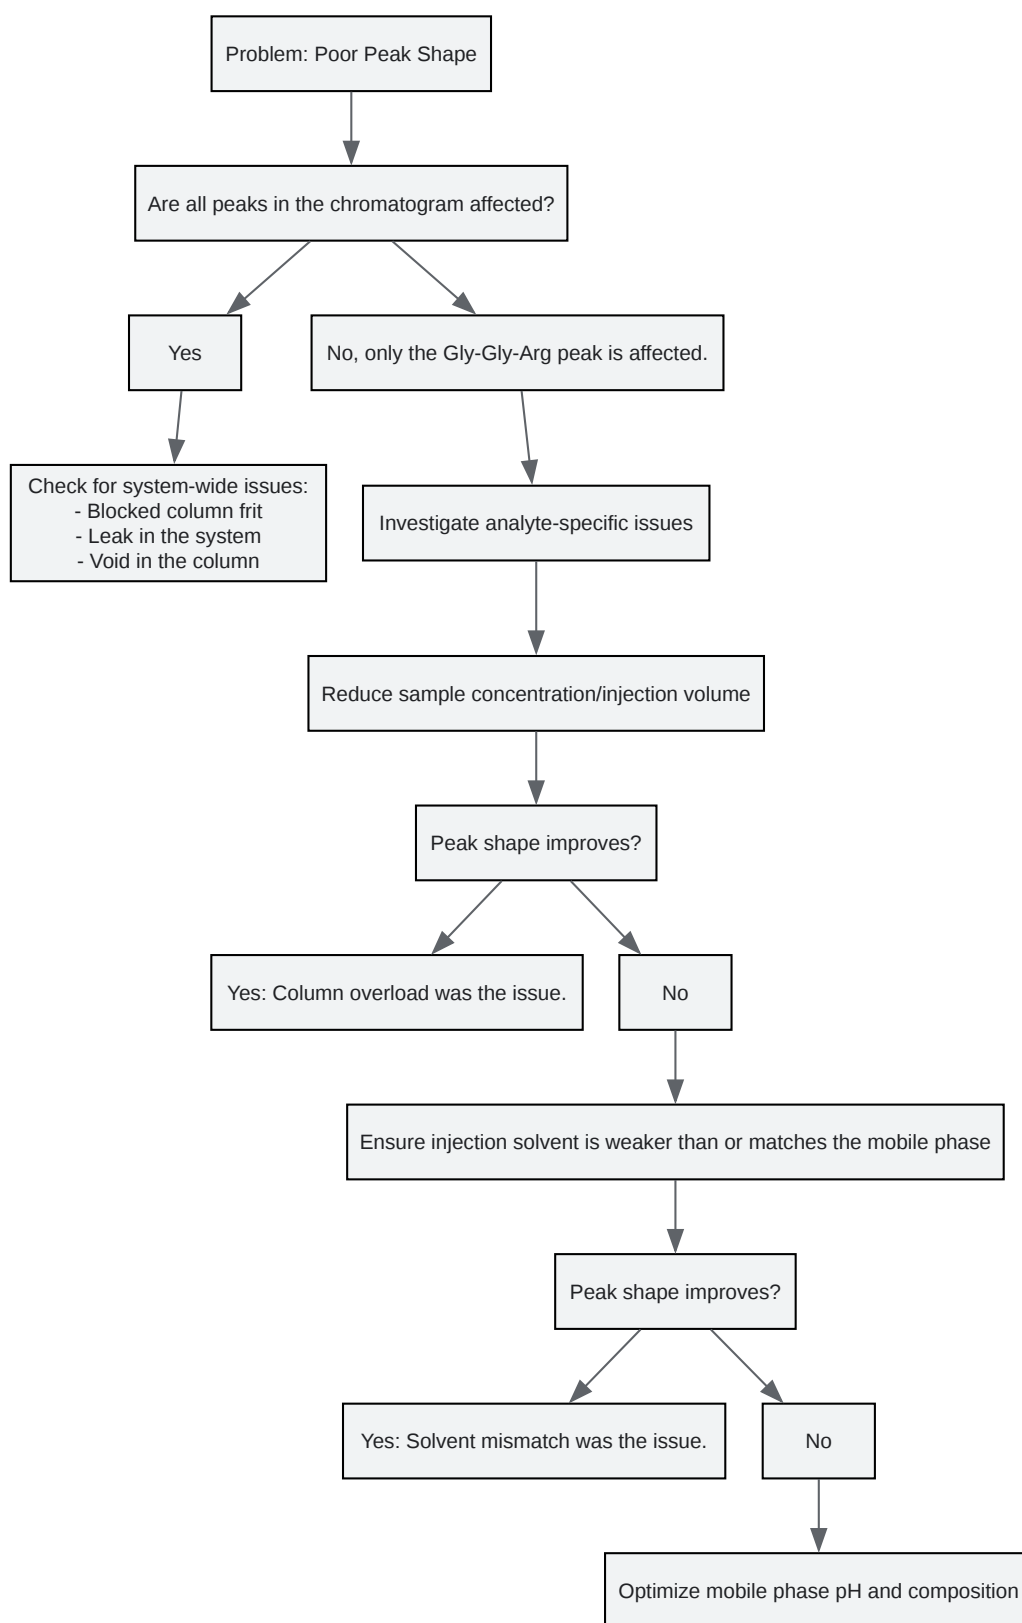 Problem: Poor Peak Shape
Are all peaks in the chromatogram affected?
Yes
No, only the Gly-Gly-Arg peak is affected.
Check for system-wide issues:
- Blocked column frit
- Leak in the system
- Void in the column
Investigate analyte-specific issues
Reduce sample concentration/injection volume
Peak shape improves?
Yes: Column overload was the issue.
No
Ensure injection solvent is weaker than or matches the mobile phase
Peak shape improves?
Yes: Solvent mismatch was the issue.
No
Optimize mobile phase pH and composition